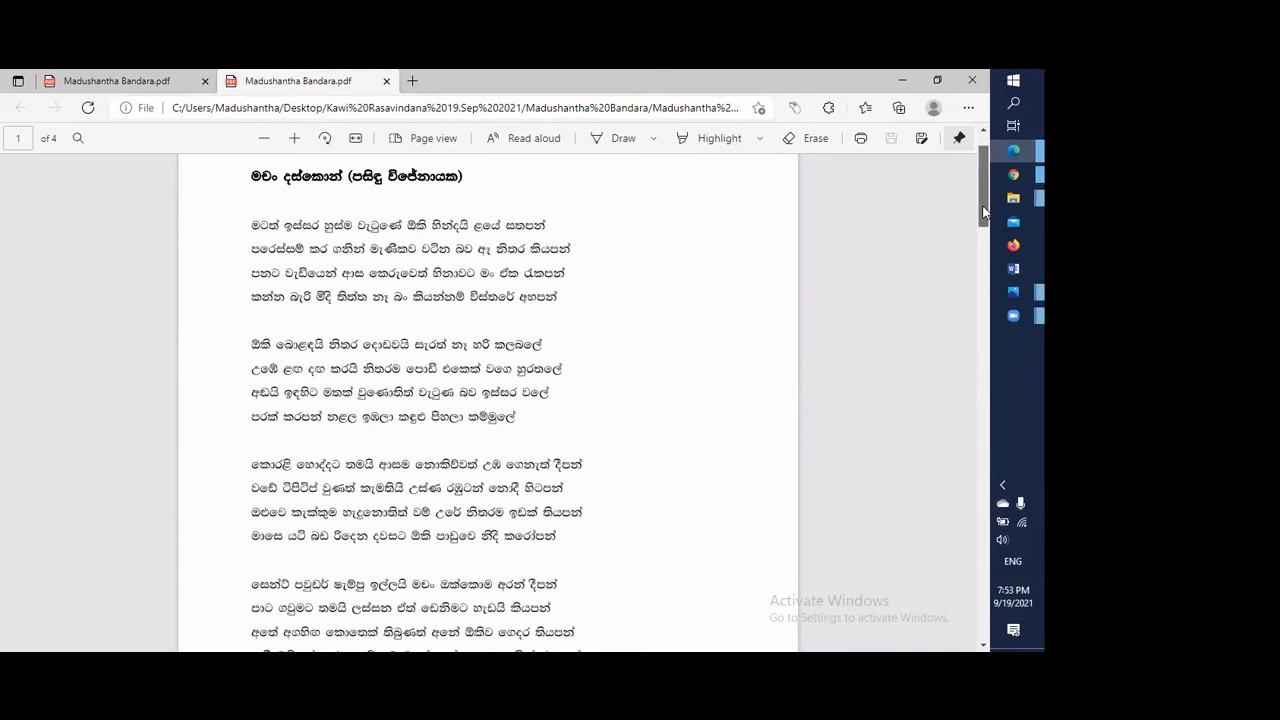 Madushantha Bandara.pdf
Madushantha Bandara.pdf
File
C:/Users/Madushantha/Desktop/Kawi%20Rasavindana%2019.Sep%202021/Madushantha%20Bandara/Madushantha%2...
1 of 4
Page view
Read aloud
Draw
Highlight
Erase
මචං දස්කොන් (පසිඳු විජේනායක)
මටත් ඉස්සර හුස්ම වැටුණේ ඕකි හින්දයි ළයේ සතපන්
පරෙස්සම් කර ගනින් මැණිකට වටින බව ඈ නිතර කියපන්
පනට වැඩියෙන් ආස කෙරුවෙත් හිනාවට මං ඒක රැකපන්
කන්න බැරි මිදි තිත්ත නෑ බං කියන්නම් විස්තරේ අහපන්
ඕකි බොළඳයි නිතර දොඩවයි සැරත් නෑ හරි කලබලේ
උඹේ ළඟ දඟ කරයි නිතරම පොඩි එකෙක් වගෙ හුරතලේ
අඬයි ඉඳහිට මතක් වුණොතිත් වැටුණ බව ඉස්සර වලේ
පරක් කරපන් නළල ඉඹලා කඳුළු පිහලා කම්මුලේ
කොරළි හොද්දට තමයි ආසම නොකිව්වත් උඹ ගෙනැත් දීපන්
වඩේ ටිපිටිප් වුණත් කැමතියි උස්ණ රඹුටන් නොදී හිටපන්
ඔළුවෙ කැක්කුම හැදුනොතිත් වම් උරේ නිතරම ඉඩක් තියපන්
මාසෙ යටි බඩ රිදෙන දවසට ඕකි පාඩුවෙ නිදි කරෝපන්
සෙන්ට් පවුඩර් ෂැම්පු ඉල්ලයි මචං ඔක්කොම අරන් දීපන්
පාට ගවුමට තමයි ලස්සන ඒත් ඩෙනිමට හැඩයි කියපන්
අතේ අගහිඟ කොතෙක් තිබුණත් අනේ ඕකිව ගෙදර තියපන්
Activate Windows
Go to Settings to activate Windows.
ENG
7:53 PM
9/19/2021